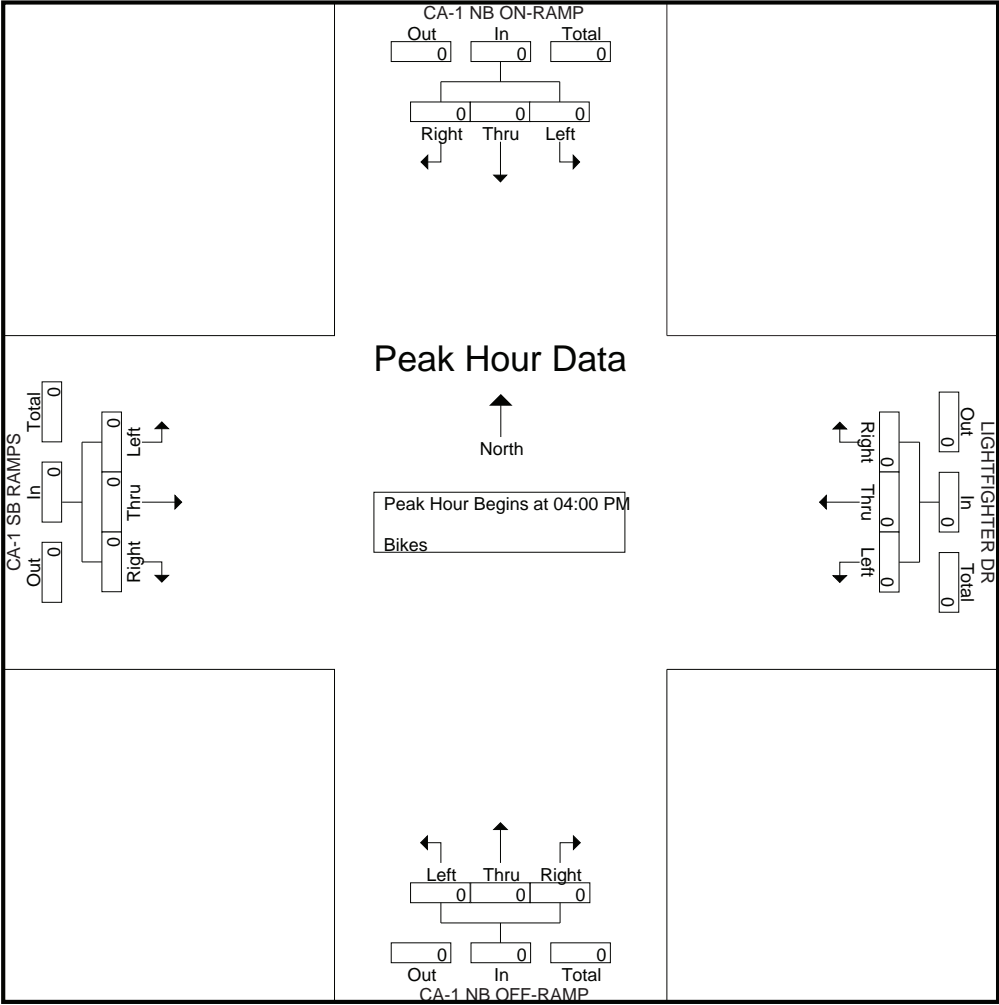 CA-1 NB ON-RAMP
Out In Total
0 0 0
0 0 0
Right Thru Left
Peak Hour Data
North
Peak Hour Begins at 04:00 PM
Bikes
CA-1 SB RAMPS
Total In Out
0 0 0
0 0 0
Left Thru Right
LIGHTFIGHTER DR
Out In Total
0 0 0
0 0 0
Right Thru Left
Left Thru Right
0 0 0
0 0 0
Out In Total
CA-1 NB OFF-RAMP